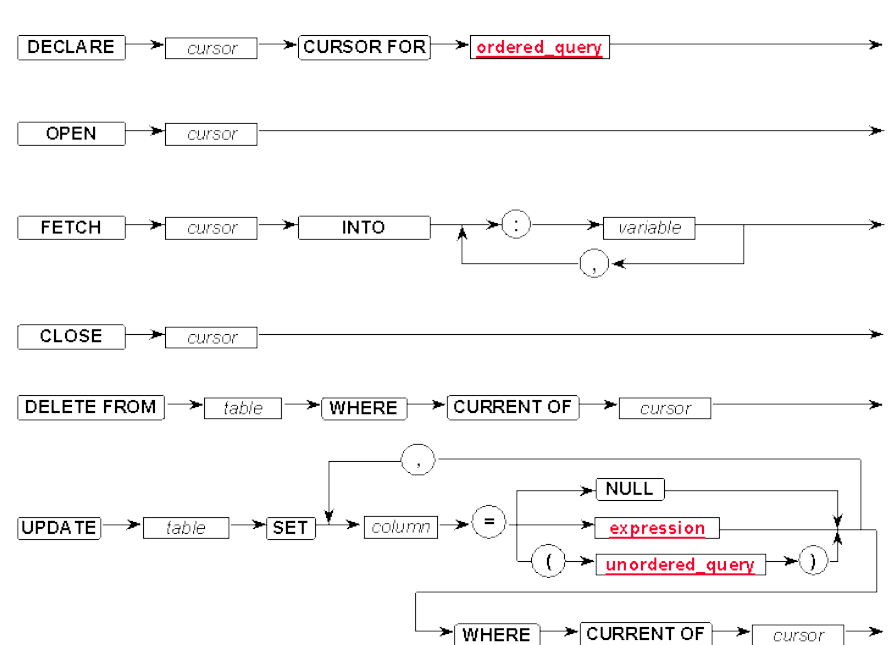 DECLARE cursor CURSOR FOR ordered_query
OPEN cursor
FETCH cursor INTO : variable
,
CLOSE cursor
DELETE FROM table WHERE CURRENT OF cursor
,
NULL
UPDATE table SET column = expression
( unordered_query )
WHERE CURRENT OF cursor